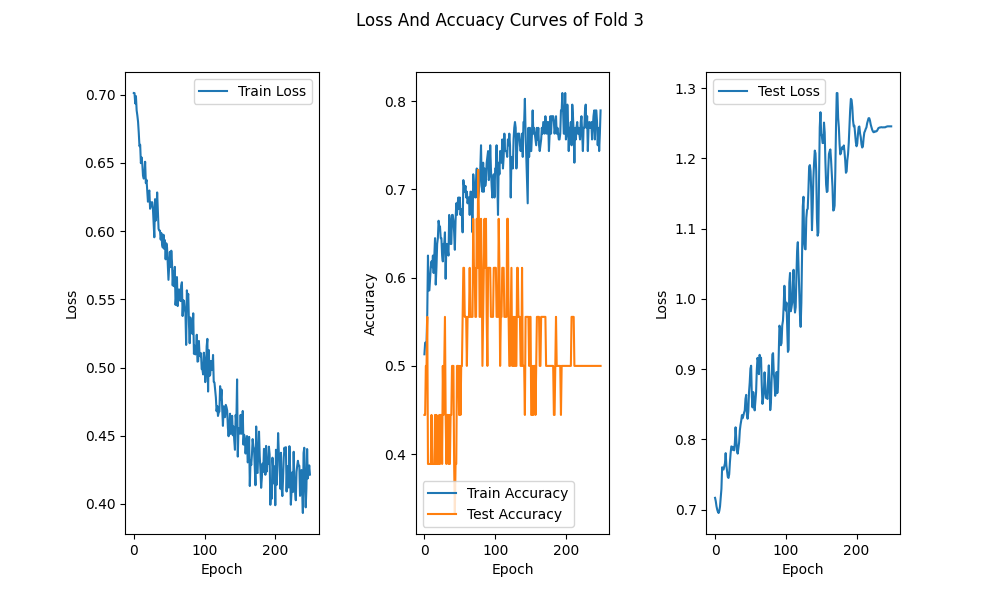 Loss And Accuacy Curves of Fold 3
Loss
0.70
0.65
0.60
0.55
0.50
0.45
0.40
Train Loss
0 100 200
Epoch
Accuracy
0.8
0.7
0.6
0.5
0.4
Train Accuracy
Test Accuracy
0 100 200
Epoch
Loss
1.3
1.2
1.1
1.0
0.9
0.8
0.7
Test Loss
0 100 200
Epoch